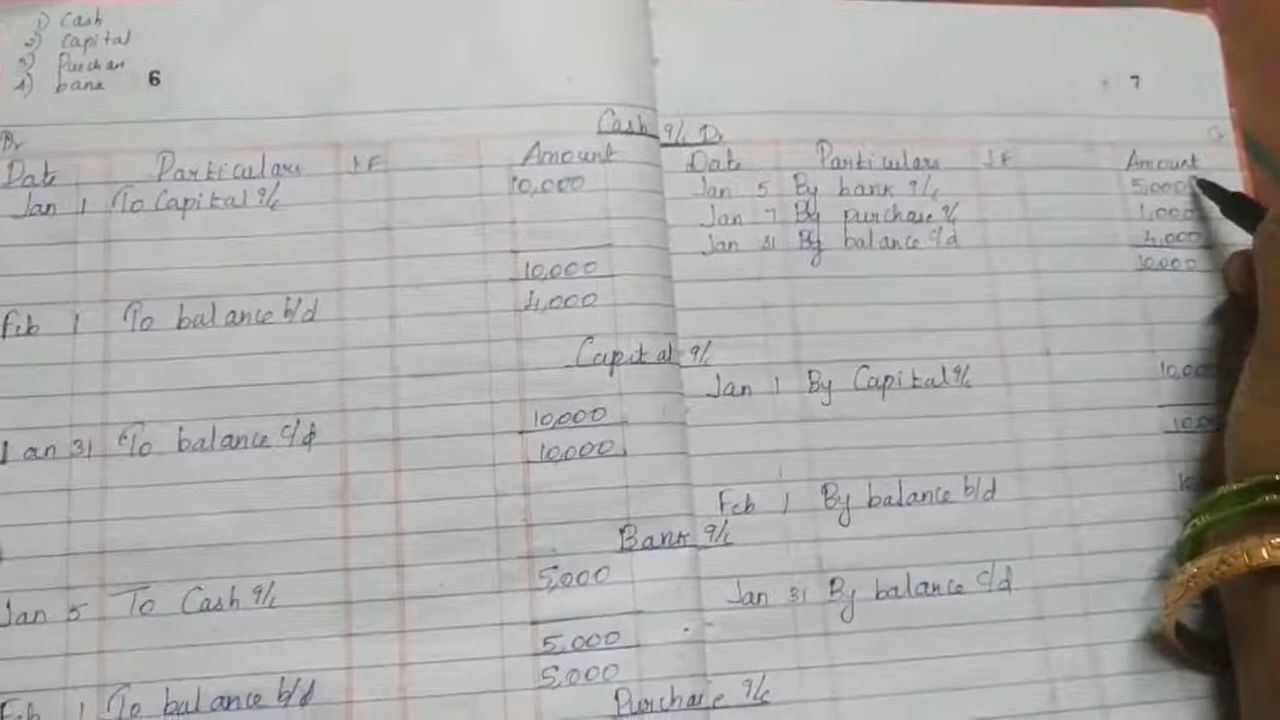 1) Cash
2) Capital
3) Purchas
4) bank
6
7
Cash a/c Dr
Dr
Cr
Date Particulars J F Amount Date Particulars J F Amount
Jan 1 To Capital a/c 10,000 Jan 5 By bank a/c 5,000
Jan 7 By purchase a/c 1,000
Jan 31 By balance c/d 4,000
10,000 10,000
Feb 1 To balance b/d 4,000
Capital a/c
Jan 1 By Capital a/c 10,00
10,000
Jan 31 To balance c/d 10,000
Feb 1 By balance b/d
Bank a/c
Jan 5 To Cash a/c 5,000 Jan 31 By balance c/d
5,000
Feb 1 To balance b/d 5,000
Purchase a/c